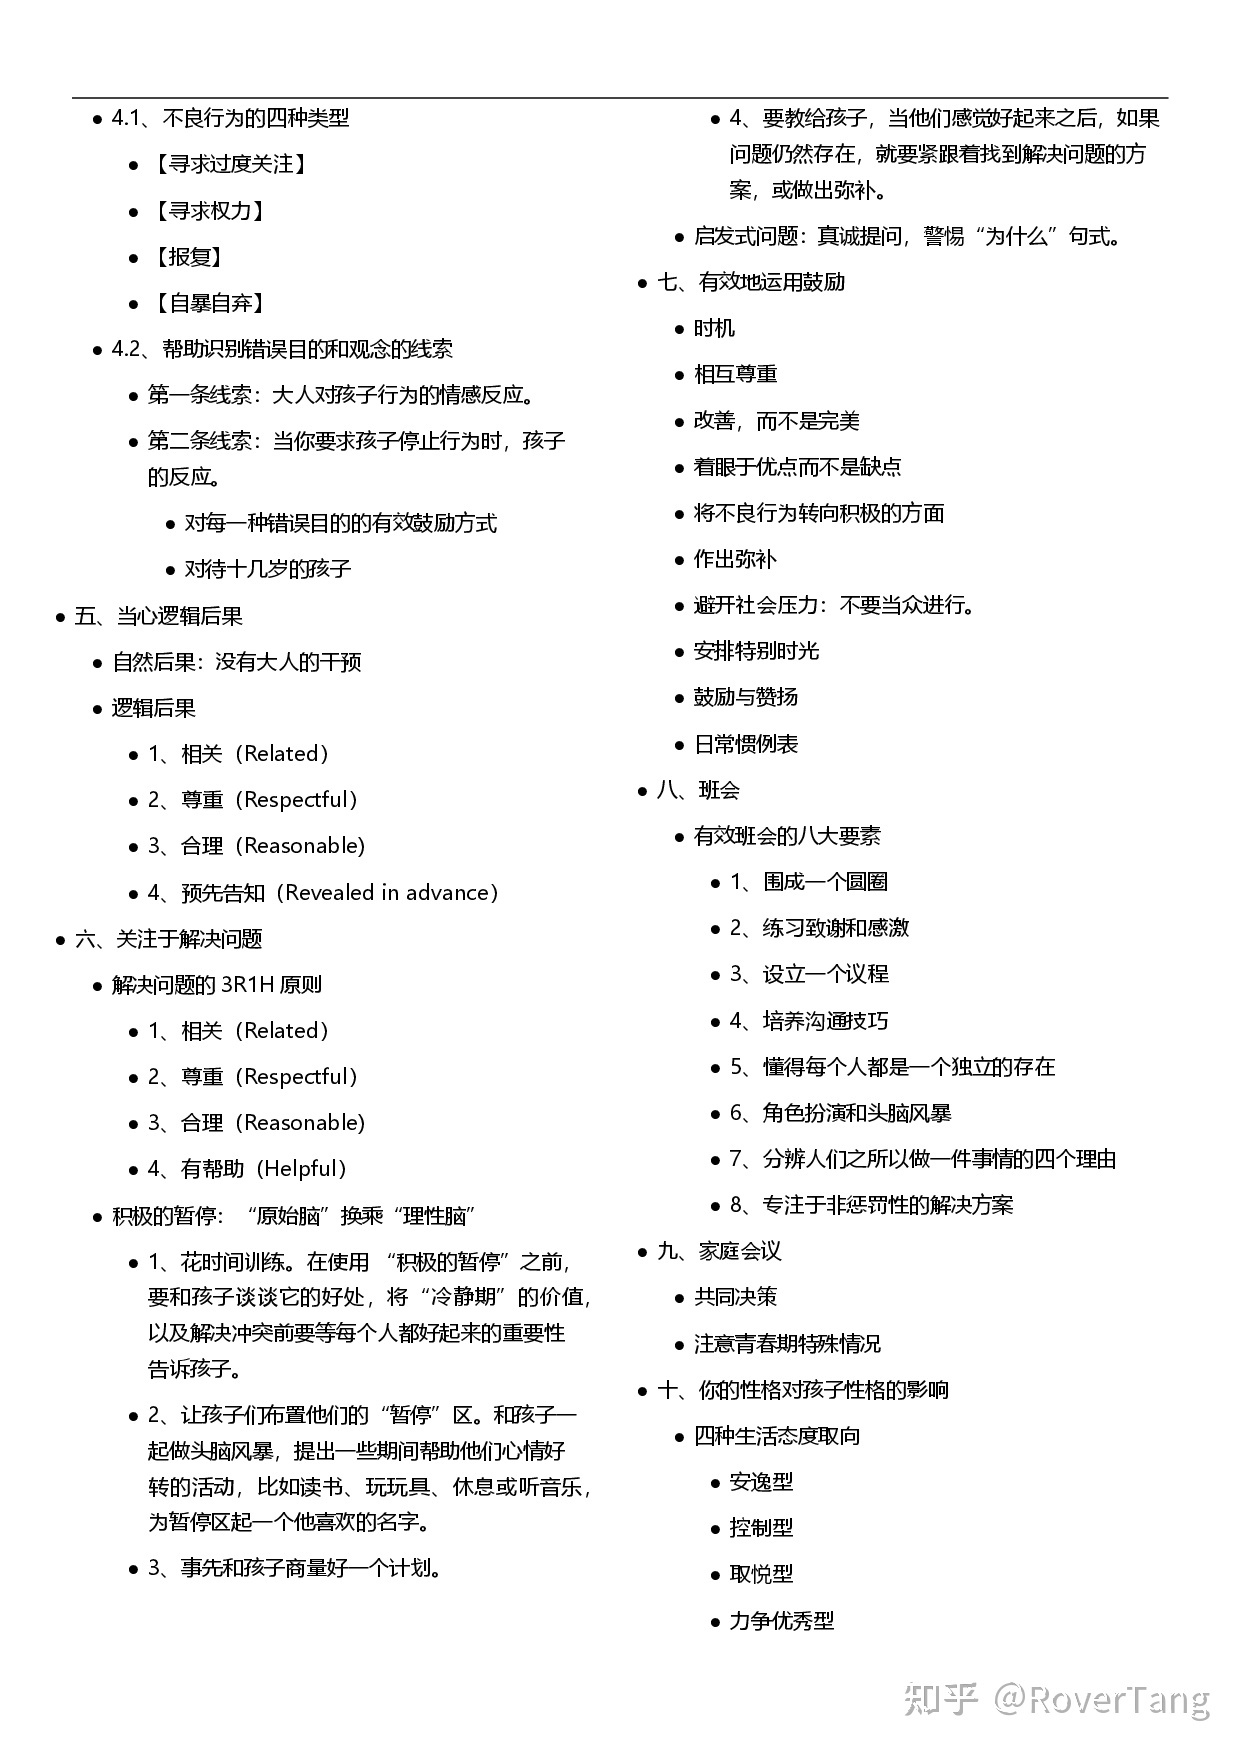 ● 4.1、不良行为的四种类型
● 【寻求过度关注】
● 【寻求权力】
● 【报复】
● 【自暴自弃】
● 4.2、帮助识别错误目的和观念的线索
● 第一条线索：大人对孩子行为的情感反应。
● 第二条线索：当你要求孩子停止行为时，孩子
的反应。
● 对每一种错误目的的有效鼓励方式
● 对待十几岁的孩子
● 五、当心逻辑后果
● 自然后果：没有大人的干预
● 逻辑后果
● 1、相关（Related）
● 2、尊重（Respectful）
● 3、合理（Reasonable)
● 4、预先告知（Revealed in advance）
● 六、关注于解决问题
● 解决问题的 3R1H 原则
● 1、相关（Related）
● 2、尊重（Respectful）
● 3、合理（Reasonable)
● 4、有帮助（Helpful）
● 积极的暂停：“原始脑”换乘“理性脑”
● 1、花时间训练。在使用 “积极的暂停”之前，
要和孩子谈谈它的好处，将“冷静期”的价值，
以及解决冲突前要等每个人都好起来的重要性
告诉孩子。
● 2、让孩子们布置他们的“暂停”区。和孩子一
起做头脑风暴，提出一些期间帮助他们心情好
转的活动，比如读书、玩玩具、休息或听音乐，
为暂停区起一个他喜欢的名字。
● 3、事先和孩子商量好一个计划。
● 4、要教给孩子，当他们感觉好起来之后，如果
问题仍然存在，就要紧跟着找到解决问题的方
案，或做出弥补。
● 启发式问题：真诚提问，警惕“为什么”句式。
● 七、有效地运用鼓励
● 时机
● 相互尊重
● 改善，而不是完美
● 着眼于优点而不是缺点
● 将不良行为转向积极的方面
● 作出弥补
● 避开社会压力：不要当众进行。
● 安排特别时光
● 鼓励与赞扬
● 日常惯例表
● 八、班会
● 有效班会的八大要素
● 1、围成一个圆圈
● 2、练习致谢和感激
● 3、设立一个议程
● 4、培养沟通技巧
● 5、懂得每个人都是一个独立的存在
● 6、角色扮演和头脑风暴
● 7、分辨人们之所以做一件事情的四个理由
● 8、专注于非惩罚性的解决方案
● 九、家庭会议
● 共同决策
● 注意青春期特殊情况
● 十、你的性格对孩子性格的影响
● 四种生活态度取向
● 安逸型
● 控制型
● 取悦型
● 力争优秀型
知乎 @RoverTang